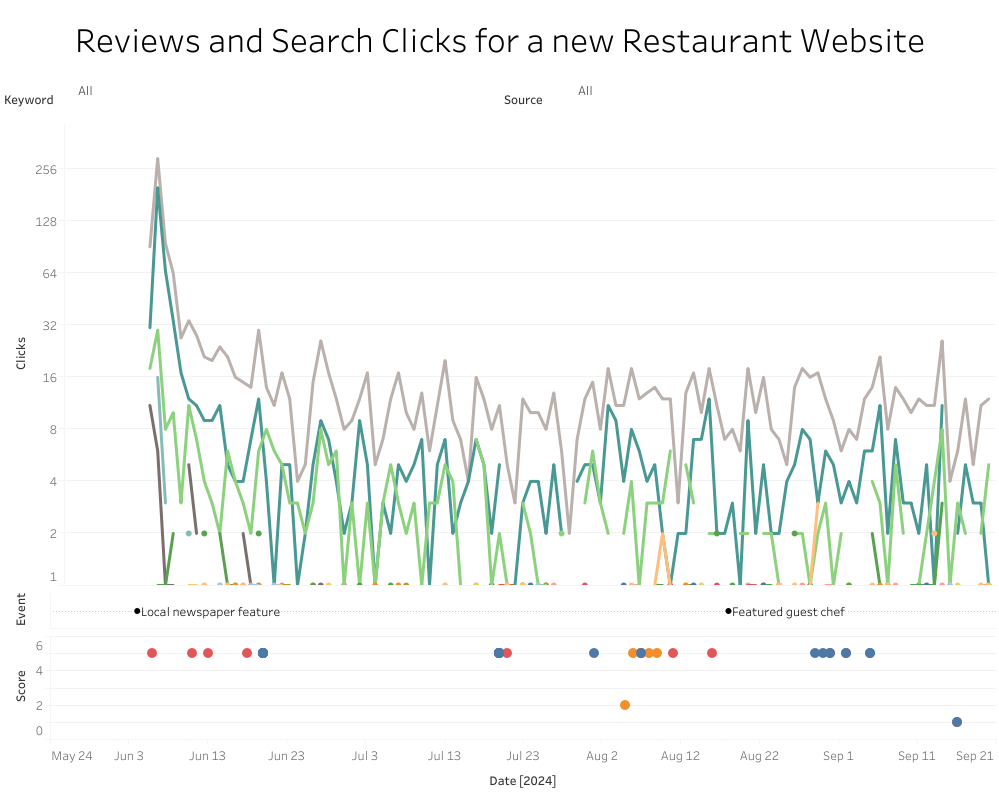 Reviews and Search Clicks for a new Restaurant Website
Keyword All Source All
Clicks
256
128
64
32
16
8
4
2
1
Event
Local newspaper feature Featured guest chef
Score
6
4
2
0
May 24 Jun 3 Jun 13 Jun 23 Jul 3 Jul 13 Jul 23 Aug 2 Aug 12 Aug 22 Sep 1 Sep 11 Sep 21
Date [2024]